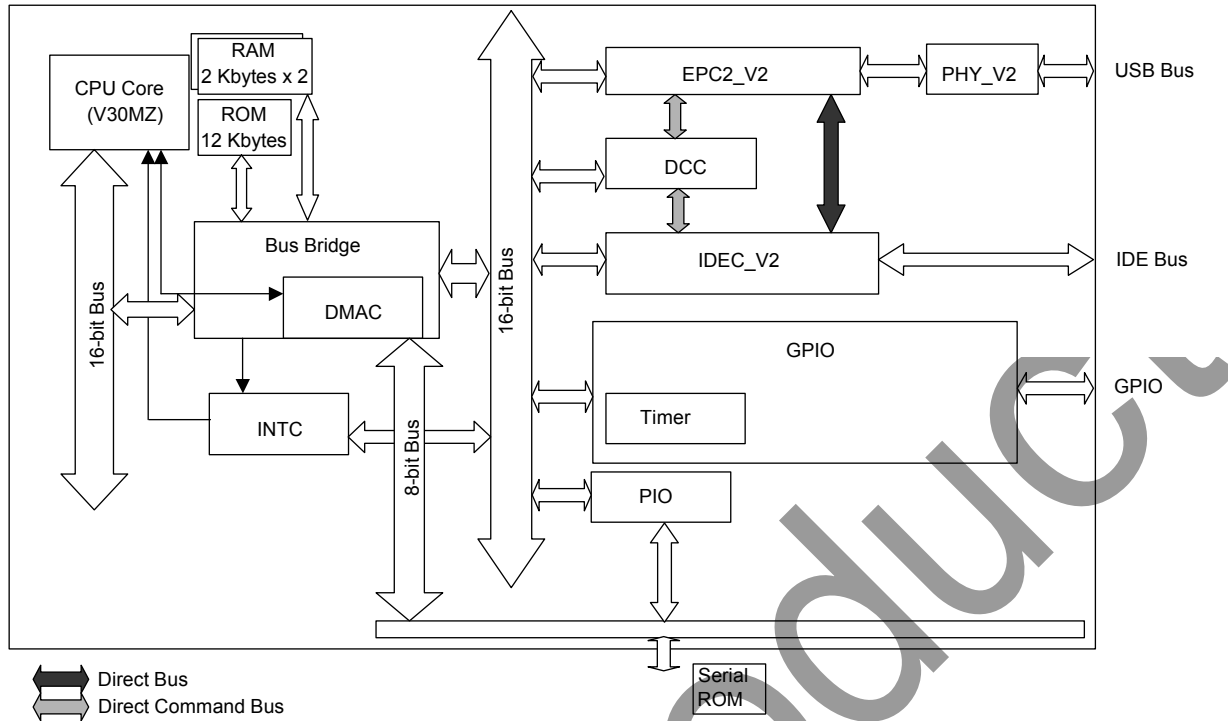 RAM
2 Kbytes x 2
CPU Core
(V30MZ)
ROM
12 Kbytes
EPC2_V2
PHY_V2
USB Bus
DCC
Bus Bridge
IDEC_V2
IDE Bus
DMAC
16-bit Bus
16-bit Bus
GPIO
GPIO
Timer
INTC
8-bit Bus
PIO
Serial
ROM
Direct Bus
Direct Command Bus